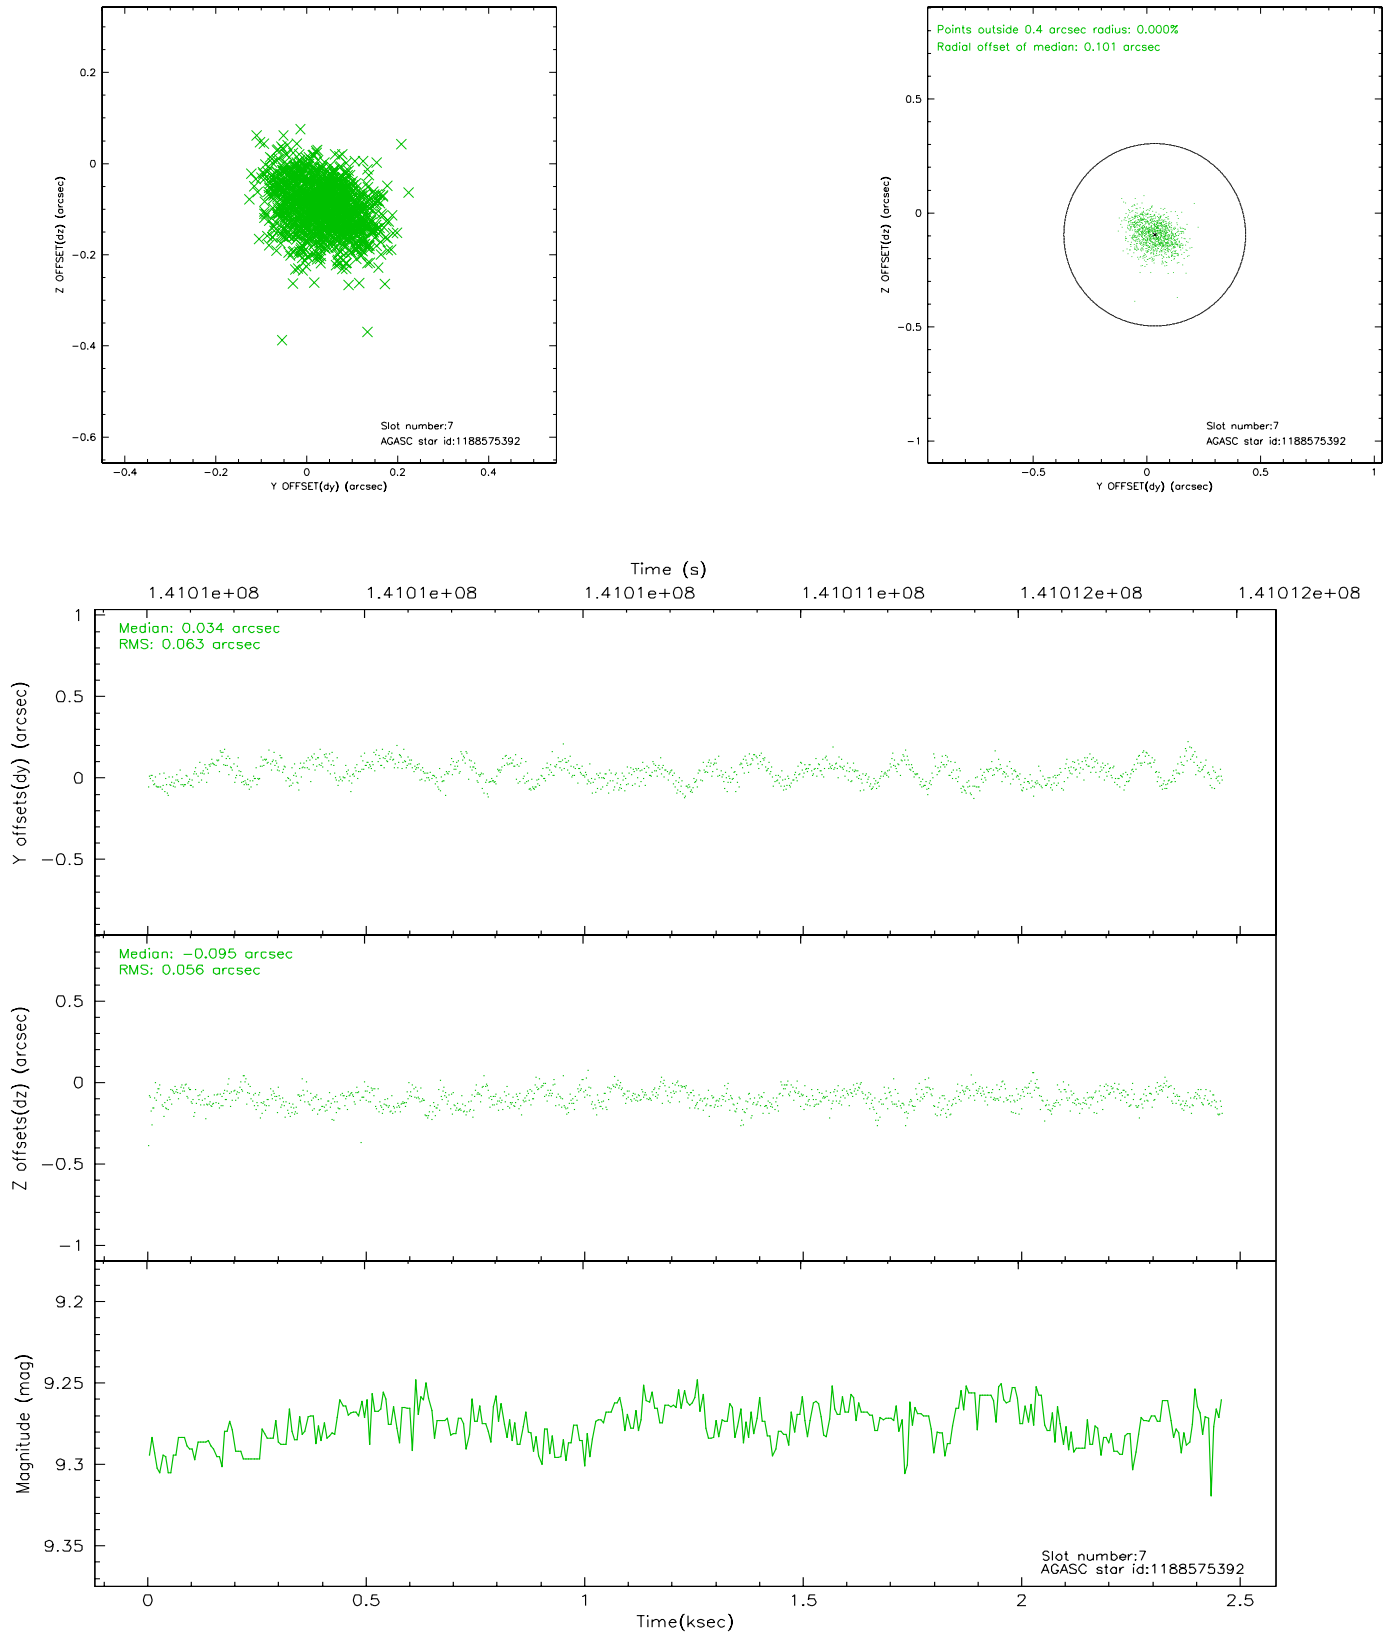 0.2
0
−0.2
−0.4
−0.6
Z OFFSET(dz) (arcsec)
Slot number:7
AGASC star id:1188575392
−0.4 −0.2 0 0.2 0.4
Y OFFSET(dy) (arcsec)
Points outside 0.4 arcsec radius: 0.000%
Radial offset of median: 0.101 arcsec
0.5
0
−0.5
−1
Z OFFSET(dz) (arcsec)
Slot number:7
AGASC star id:1188575392
−0.5 0 0.5 1
Y OFFSET(dy) (arcsec)
Time (s)
1.4101e+08 1.4101e+08 1.4101e+08 1.41011e+08 1.41012e+08 1.41012e+08
Median: 0.034 arcsec
RMS: 0.063 arcsec
1
0.5
0
−0.5
Y offsets(dy) (arcsec)
Median: −0.095 arcsec
RMS: 0.056 arcsec
0.5
0
−0.5
−1
Z offsets(dz) (arcsec)
9.2
9.25
9.3
9.35
Magnitude (mag)
Slot number:7
AGASC star id:1188575392
0 0.5 1 1.5 2 2.5
Time(ksec)